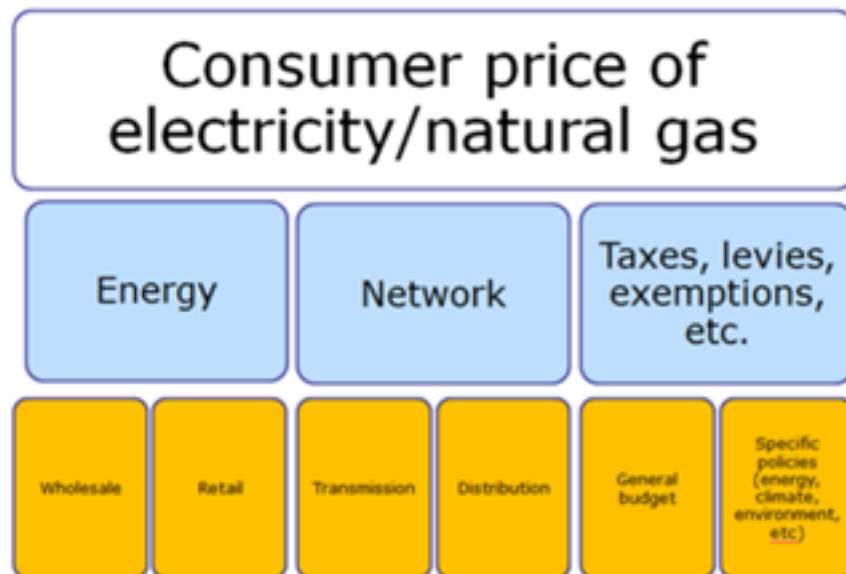 Consumer price of
electricity/natural gas
Energy
Network
Taxes, levies,
exemptions,
etc.
Wholesale
Retail
Transmission
Distribution
General
budget
Specific
policies
(energy,
climate,
environment,
etc)